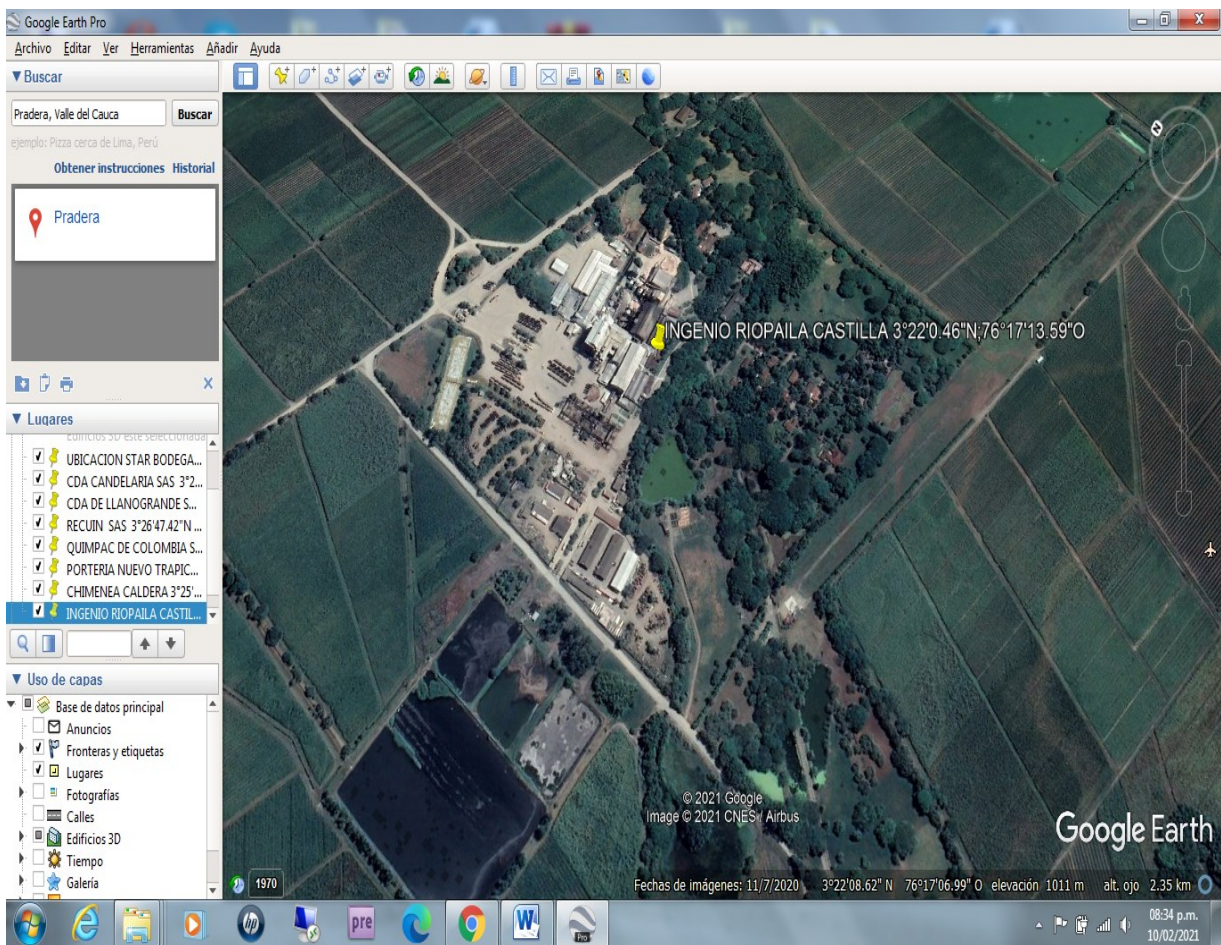 Google Earth Pro
Archivo Editar Ver Herramientas Añadir Ayuda
▼ Buscar
Pradera, Valle del Cauca
Buscar
ejemplo: Pizza cerca de Lima, Perú
Obtener instrucciones Historial
Pradera
▼ Lugares
Edificios 3D esté seleccionada
UBICACION STAR BODEGA...
CDA CANDELARIA SAS 3°2...
CDA DE LLANOGRANDE S...
RECUIN SAS 3°26'47.42"N ...
QUIMPAC DE COLOMBIA S...
PORTERIA NUEVO TRAPIC...
CHIMENEA CALDERA 3°25'...
INGENIO RIOPAILA CASTIL...
▼ Uso de capas
Base de datos principal
Anuncios
Fronteras y etiquetas
Lugares
Fotografías
Calles
Edificios 3D
Tiempo
Galería
INGENIO RIOPAILA CASTILLA 3°22'0.46"N;76°17'13.59"O
N
© 2021 Google
Image © 2021 CNES / Airbus
Google Earth
1970
Fechas de imágenes: 11/7/2020 3°22'08.62" N 76°17'06.99" O elevación 1011 m alt. ojo 2.35 km
hp
pre
W
Pro
08:34 p.m.
10/02/2021